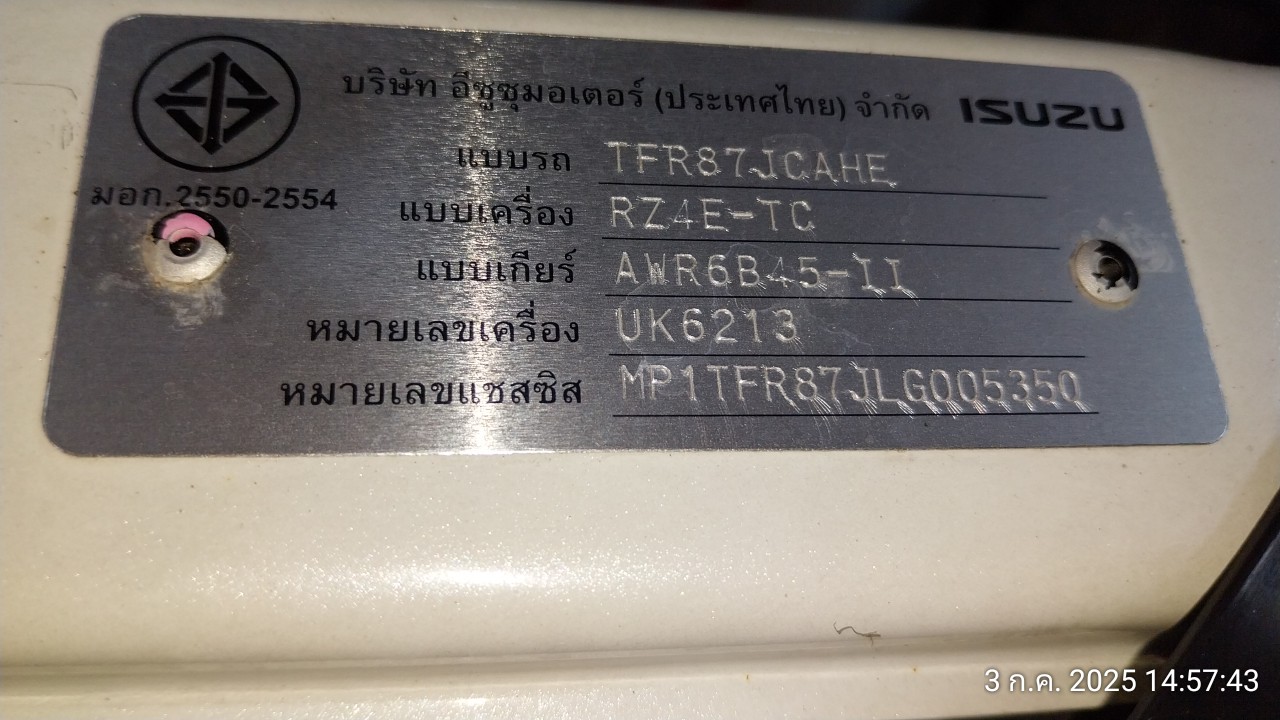 บริษัท อีซูซุมอเตอร์ (ประเทศไทย) จำกัด ISUZU
มอก.2550-2554
แบบรถ TFR87JCAHE
แบบเครื่อง RZ4E-TC
แบบเกียร์ AWR6B45-II
หมายเลขเครื่อง UK6213
หมายเลขแชสซิส MP1TFR87JLG005350
3 ก.ค. 2025 14:57:43